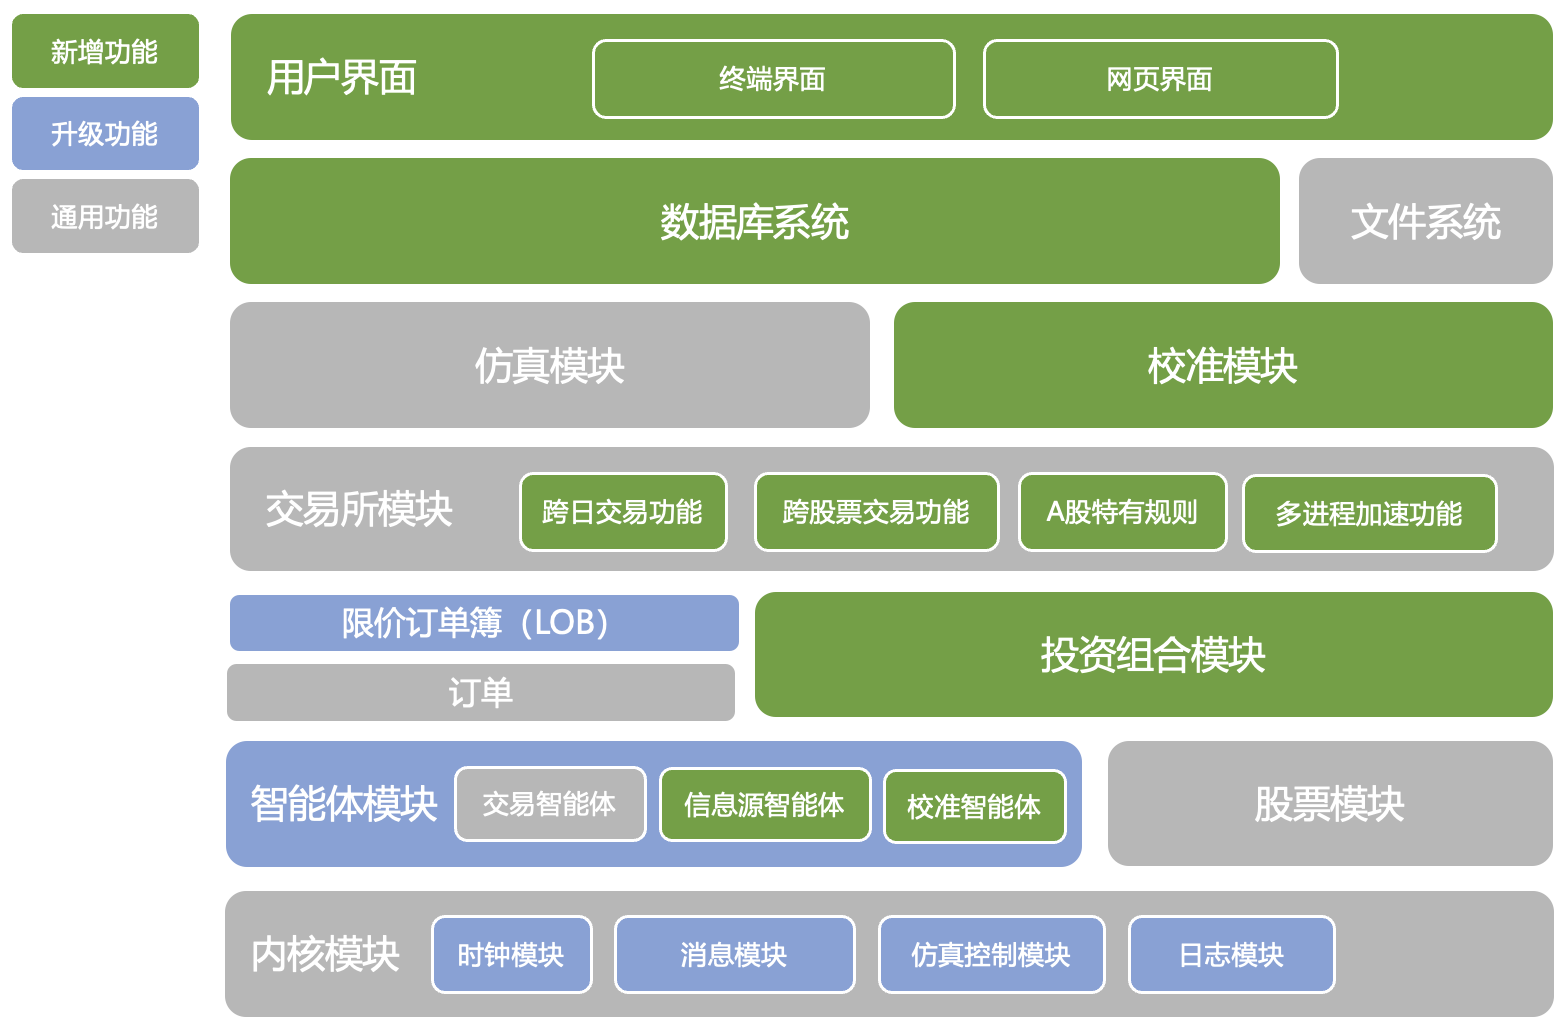 新增功能
升级功能
通用功能
用户界面
终端界面
网页界面
数据库系统
文件系统
仿真模块
校准模块
交易所模块
跨日交易功能
跨股票交易功能
A股特有规则
多进程加速功能
限价订单簿（LOB）
订单
投资组合模块
智能体模块
交易智能体
信息源智能体
校准智能体
股票模块
内核模块
时钟模块
消息模块
仿真控制模块
日志模块